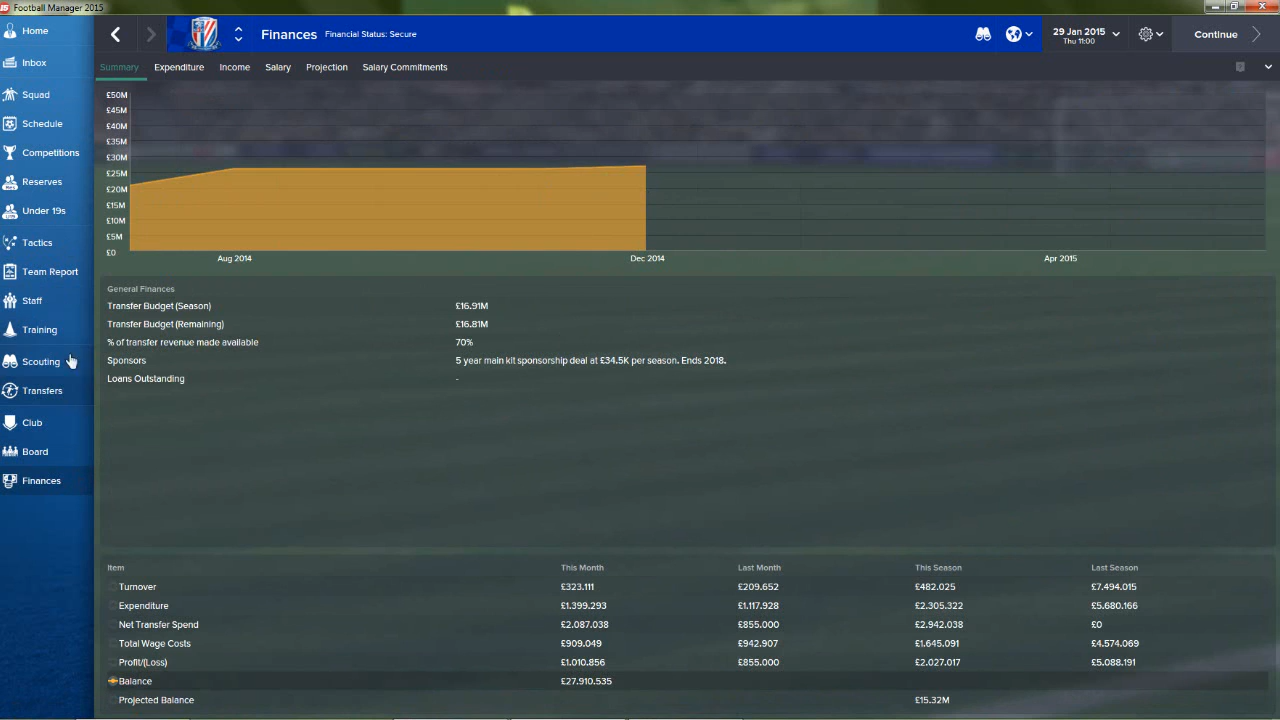 Football Manager 2015
Home
Inbox
Squad
Schedule
Competitions
Reserves
Under 19s
Tactics
Team Report
Staff
Training
Scouting
Transfers
Club
Board
Finances
Finances Financial Status: Secure
29 Jan 2015
Thu 11:00
Continue
Summary Expenditure Income Salary Projection Salary Commitments
£50M
£45M
£40M
£35M
£30M
£25M
£20M
£15M
£10M
£5M
£0
Aug 2014 Dec 2014 Apr 2015
General Finances
Transfer Budget (Season) £16.91M
Transfer Budget (Remaining) £16.81M
% of transfer revenue made available 70%
Sponsors 5 year main kit sponsorship deal at £34.5K per season. Ends 2018.
Loans Outstanding -
Item This Month Last Month This Season Last Season
Turnover £323.111 £209.652 £482.025 £7.494.015
Expenditure £1.399.293 £1.117.928 £2.305.322 £5.680.166
Net Transfer Spend £2.087.038 £855.000 £2.942.038 £0
Total Wage Costs £909.049 £942.907 £1.645.091 £4.574.069
Profit/(Loss) £1.010.856 £855.000 £2.027.017 £5.088.191
Balance £27.910.535
Projected Balance £15.32M